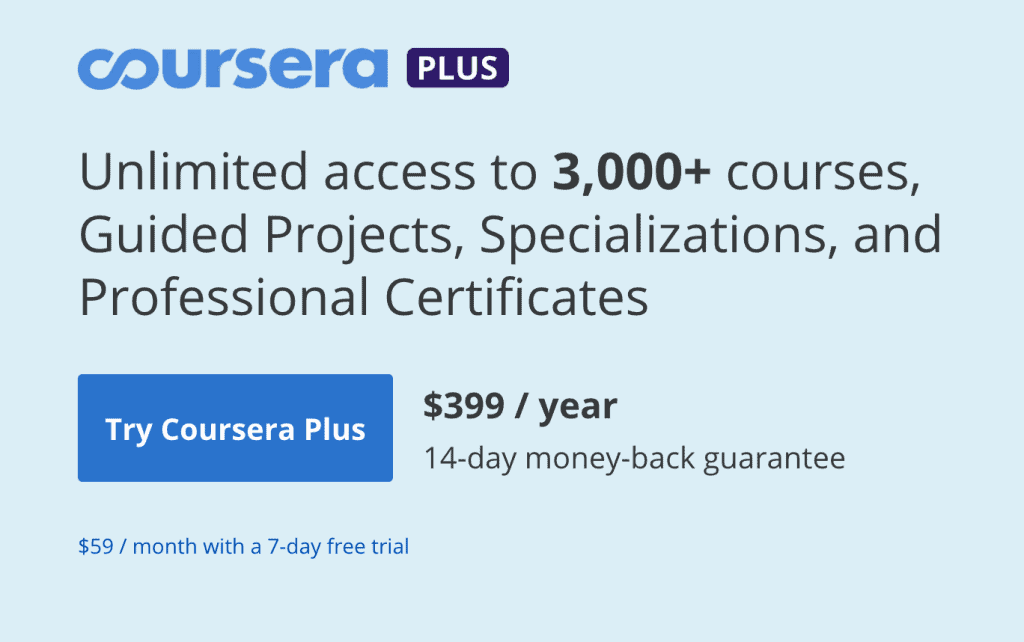 coursera PLUS
Unlimited access to 3,000+ courses,
Guided Projects, Specializations, and
Professional Certificates
Try Coursera Plus
$399 / year
14-day money-back guarantee
$59 / month with a 7-day free trial